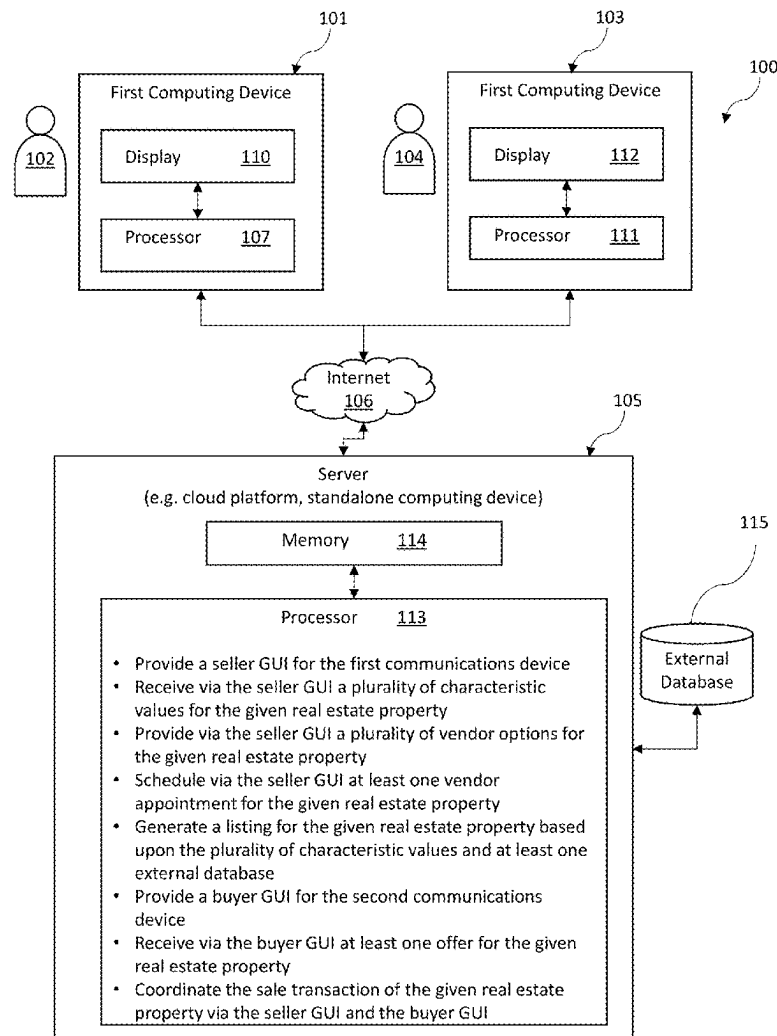 101
103
100
First Computing Device
First Computing Device
102
Display 110
104
Display 112
Processor 107
Processor 111
Internet
106
105
Server
(e.g. cloud platform, standalone computing device)
Memory 114
115
Processor 113
External
Database
• Provide a seller GUI for the first communications device
• Receive via the seller GUI a plurality of characteristic
values for the given real estate property
• Provide via the seller GUI a plurality of vendor options for
the given real estate property
• Schedule via the seller GUI at least one vendor
appointment for the given real estate property
• Generate a listing for the given real estate property based
upon the plurality of characteristic values and at least one
external database
• Provide a buyer GUI for the second communications
device
• Receive via the buyer GUI at least one offer for the given
real estate property
• Coordinate the sale transaction of the given real estate
property via the seller GUI and the buyer GUI